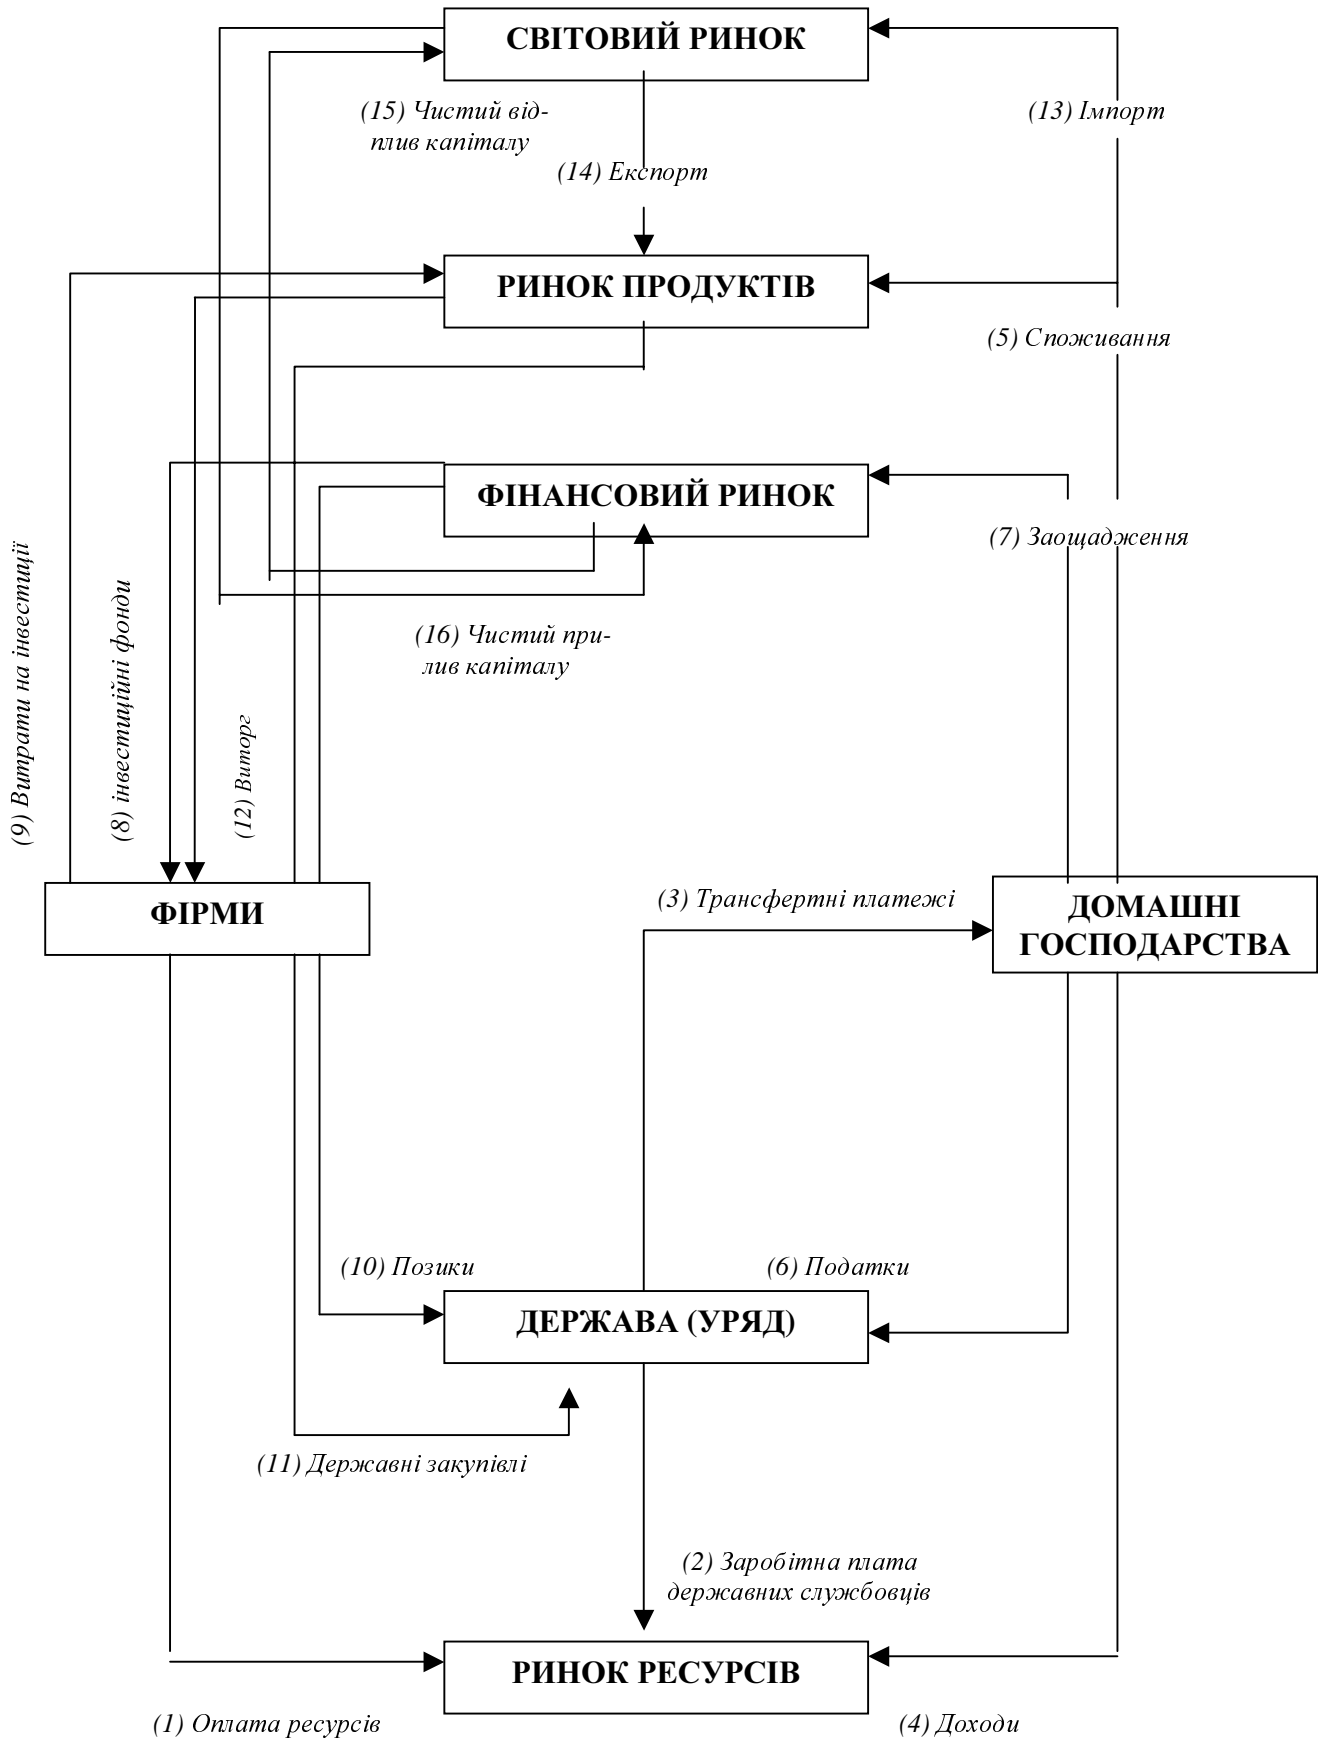 СВІТОВИЙ РИНОК
(15) Чистий від-
плив капіталу
(13) Імпорт
(14) Експорт
РИНОК ПРОДУКТІВ
(5) Споживання
ФІНАНСОВИЙ РИНОК
(7) Заощадження
(16) Чистий при-
лив капіталу
(9) Витрати на інвестиції
(8) інвестиційні фонди
(12) Виторг
ФІРМИ
(3) Трансфертні платежі
ДОМАШНІ
ГОСПОДАРСТВА
(10) Позики
(6) Податки
ДЕРЖАВА (УРЯД)
(11) Державні закупівлі
(2) Заробітна плата
державних службовців
РИНОК РЕСУРСІВ
(1) Оплата ресурсів
(4) Доходи